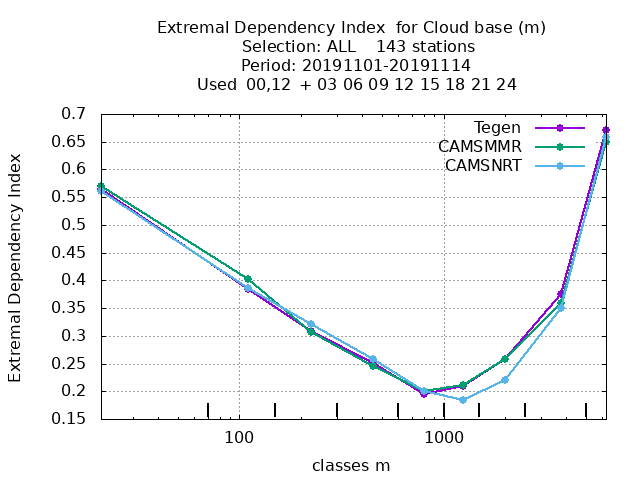 Extremal Dependency Index  for Cloud base (m)
Selection: ALL    143 stations
Period: 20191101-20191114
Used  00,12  + 03 06 09 12 15 18 21 24
Tegen
CAMSMMR
CAMSNRT
Extremal Dependency Index
0.7
0.65
0.6
0.55
0.5
0.45
0.4
0.35
0.3
0.25
0.2
0.15
100 1000
classes m